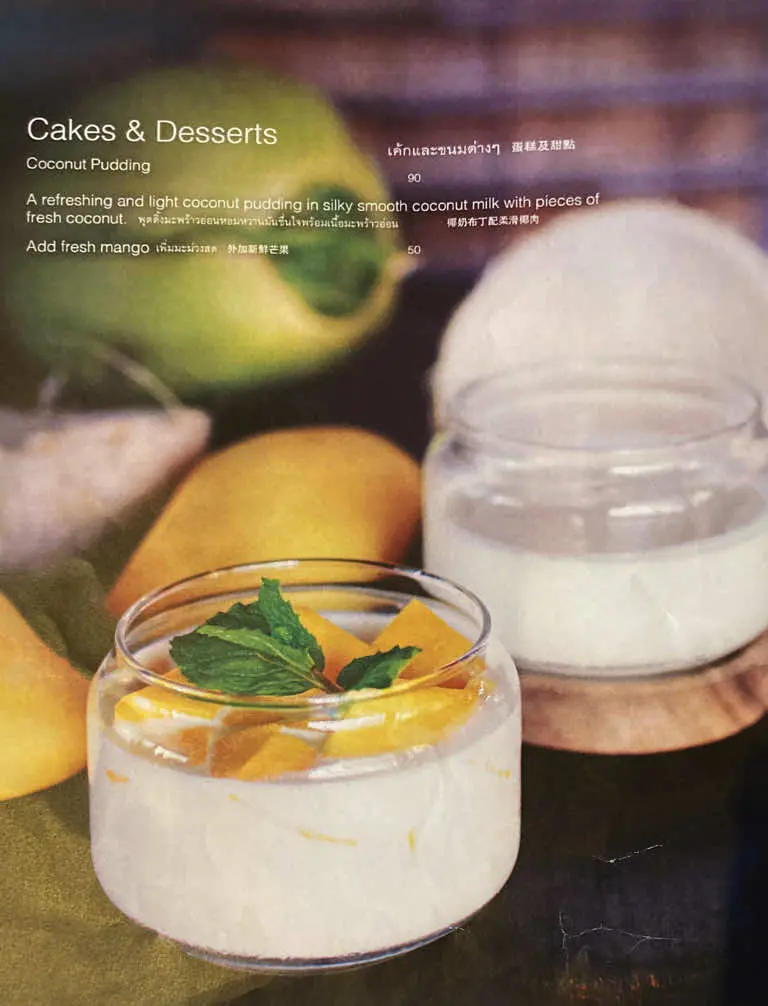 Cakes & Desserts เค้กและขนมต่างๆ 蛋糕及甜點
Coconut Pudding 90
A refreshing and light coconut pudding in silky smooth coconut milk with pieces of
fresh coconut. พุดดิ้งมะพร้าวอ่อนหอมหวานมันชื่นใจพร้อมเนื้อมะพร้าวอ่อน 椰奶布丁配柔滑椰肉
Add fresh mango เพิ่มมะม่วงสด 外加新鮮芒果 50